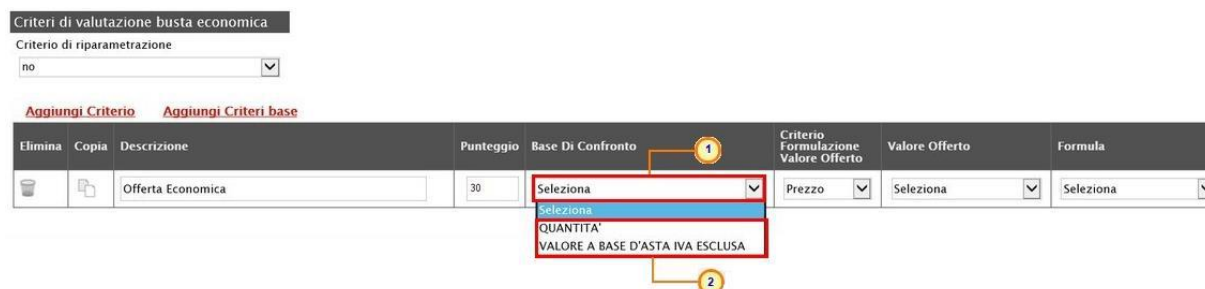 Criteri di valutazione busta economica
Criterio di riparametrazione
no
Aggiungi Criterio Aggiungi Criteri base
Elimina Copia Descrizione Punteggio Base Di Confronto 1 Criterio Formulazione Valore Offerto Valore Offerto Formula
Offerta Economica 30 Seleziona Prezzo Seleziona Seleziona
Seleziona
QUANTITA'
VALORE A BASE D'ASTA IVA ESCLUSA
2